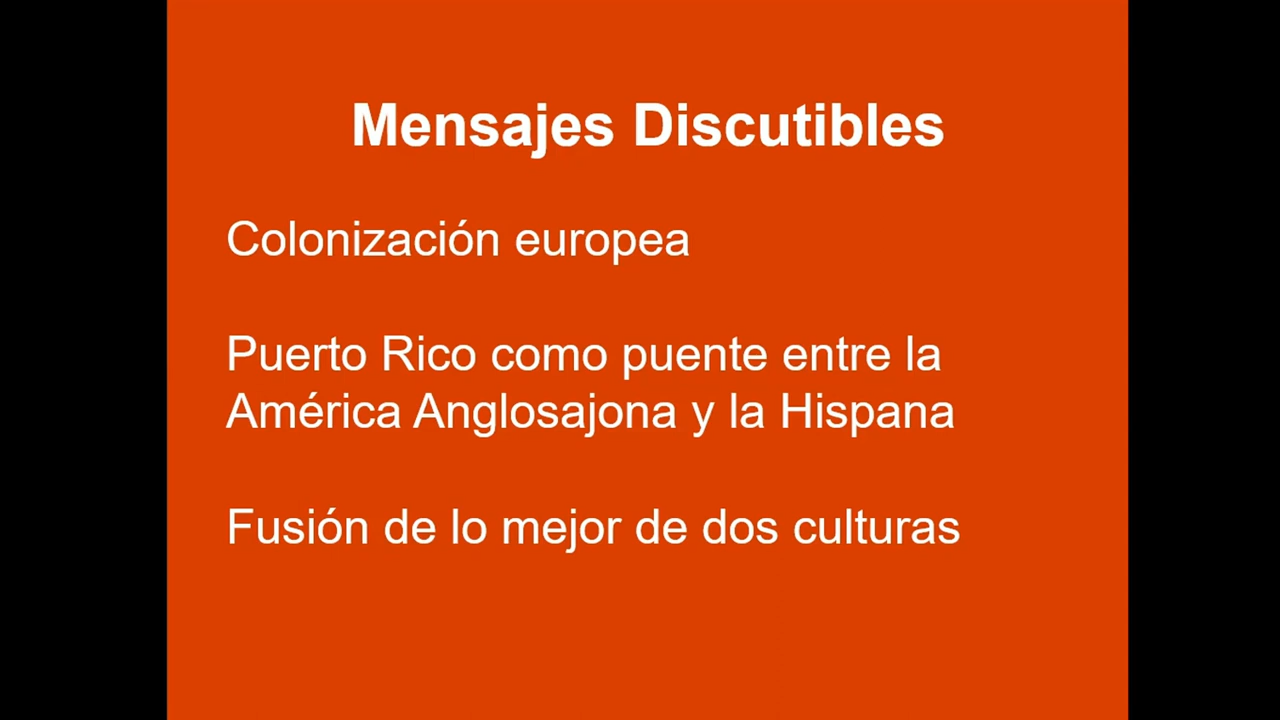 Mensajes Discutibles
Colonización europea
Puerto Rico como puente entre la
América Anglosajona y la Hispana
Fusión de lo mejor de dos culturas